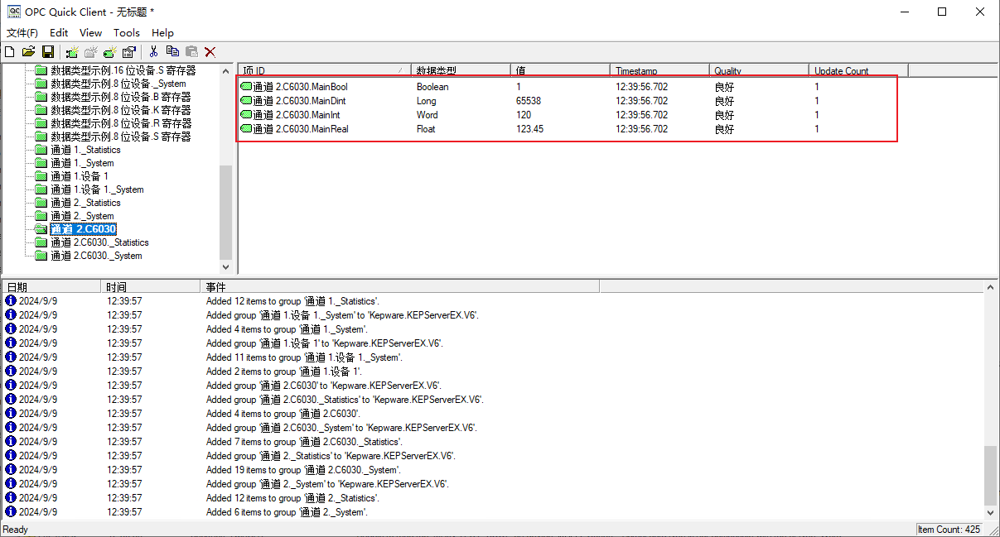 OPC Quick Client - 无标题 *
文件(F) Edit View Tools Help
数据类型示例.16 位设备.S 寄存器
数据类型示例.8 位设备._System
数据类型示例.8 位设备.B 寄存器
数据类型示例.8 位设备.K 寄存器
数据类型示例.8 位设备.R 寄存器
数据类型示例.8 位设备.S 寄存器
通道 1._Statistics
通道 1._System
通道 1.设备 1
通道 1.设备 1._System
通道 2._Statistics
通道 2._System
通道 2.C6030
通道 2.C6030._Statistics
通道 2.C6030._System
项 ID 数据类型 值 Timestamp Quality Update Count
通道 2.C6030.MainBool Boolean 1 12:39:56.702 良好 1
通道 2.C6030.MainDint Long 65538 12:39:56.702 良好 1
通道 2.C6030.MainInt Word 120 12:39:56.702 良好 1
通道 2.C6030.MainReal Float 123.45 12:39:56.702 良好 1
日期 时间 事件
2024/9/9 12:39:57 Added 12 items to group '通道 1._Statistics'.
2024/9/9 12:39:57 Added group '通道 1.设备 1._System' to 'Kepware.KEPServerEX.V6'.
2024/9/9 12:39:57 Added 4 items to group '通道 1._System'.
2024/9/9 12:39:57 Added group '通道 1.设备 1' to 'Kepware.KEPServerEX.V6'.
2024/9/9 12:39:57 Added 11 items to group '通道 1.设备 1._System'.
2024/9/9 12:39:57 Added 2 items to group '通道 1.设备 1'.
2024/9/9 12:39:57 Added group '通道 2.C6030' to 'Kepware.KEPServerEX.V6'.
2024/9/9 12:39:57 Added group '通道 2.C6030._Statistics' to 'Kepware.KEPServerEX.V6'.
2024/9/9 12:39:57 Added 4 items to group '通道 2.C6030'.
2024/9/9 12:39:57 Added group '通道 2.C6030._System' to 'Kepware.KEPServerEX.V6'.
2024/9/9 12:39:57 Added 7 items to group '通道 2.C6030._Statistics'.
2024/9/9 12:39:57 Added group '通道 2._Statistics' to 'Kepware.KEPServerEX.V6'.
2024/9/9 12:39:57 Added 19 items to group '通道 2.C6030._System'.
2024/9/9 12:39:57 Added group '通道 2._System' to 'Kepware.KEPServerEX.V6'.
2024/9/9 12:39:57 Added 12 items to group '通道 2._Statistics'.
2024/9/9 12:39:57 Added 6 items to group '通道 2._System'.
Ready Item Count: 425